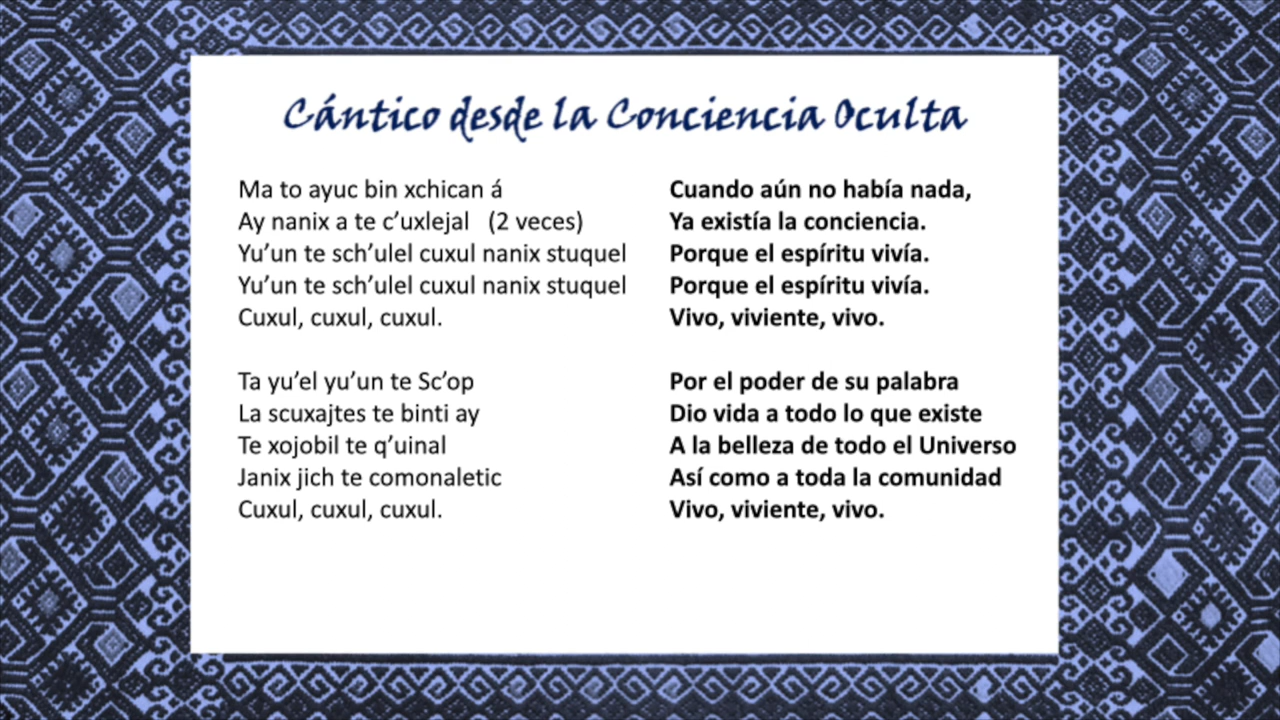 Cántico desde la Conciencia Oculta
Ma to ayuc bin xchican á
Ay nanix a te c’uxlejal (2 veces)
Yu’un te sch’ulel cuxul nanix stuquel
Yu’un te sch’ulel cuxul nanix stuquel
Cuxul, cuxul, cuxul.
Ta yu’el yu’un te Sc’op
La scuxajtes te binti ay
Te xojobil te q’uinal
Janix jich te comonaletic
Cuxul, cuxul, cuxul.
Cuando aún no había nada,
Ya existía la conciencia.
Porque el espíritu vivía.
Porque el espíritu vivía.
Vivo, viviente, vivo.
Por el poder de su palabra
Dio vida a todo lo que existe
A la belleza de todo el Universo
Así como a toda la comunidad
Vivo, viviente, vivo.